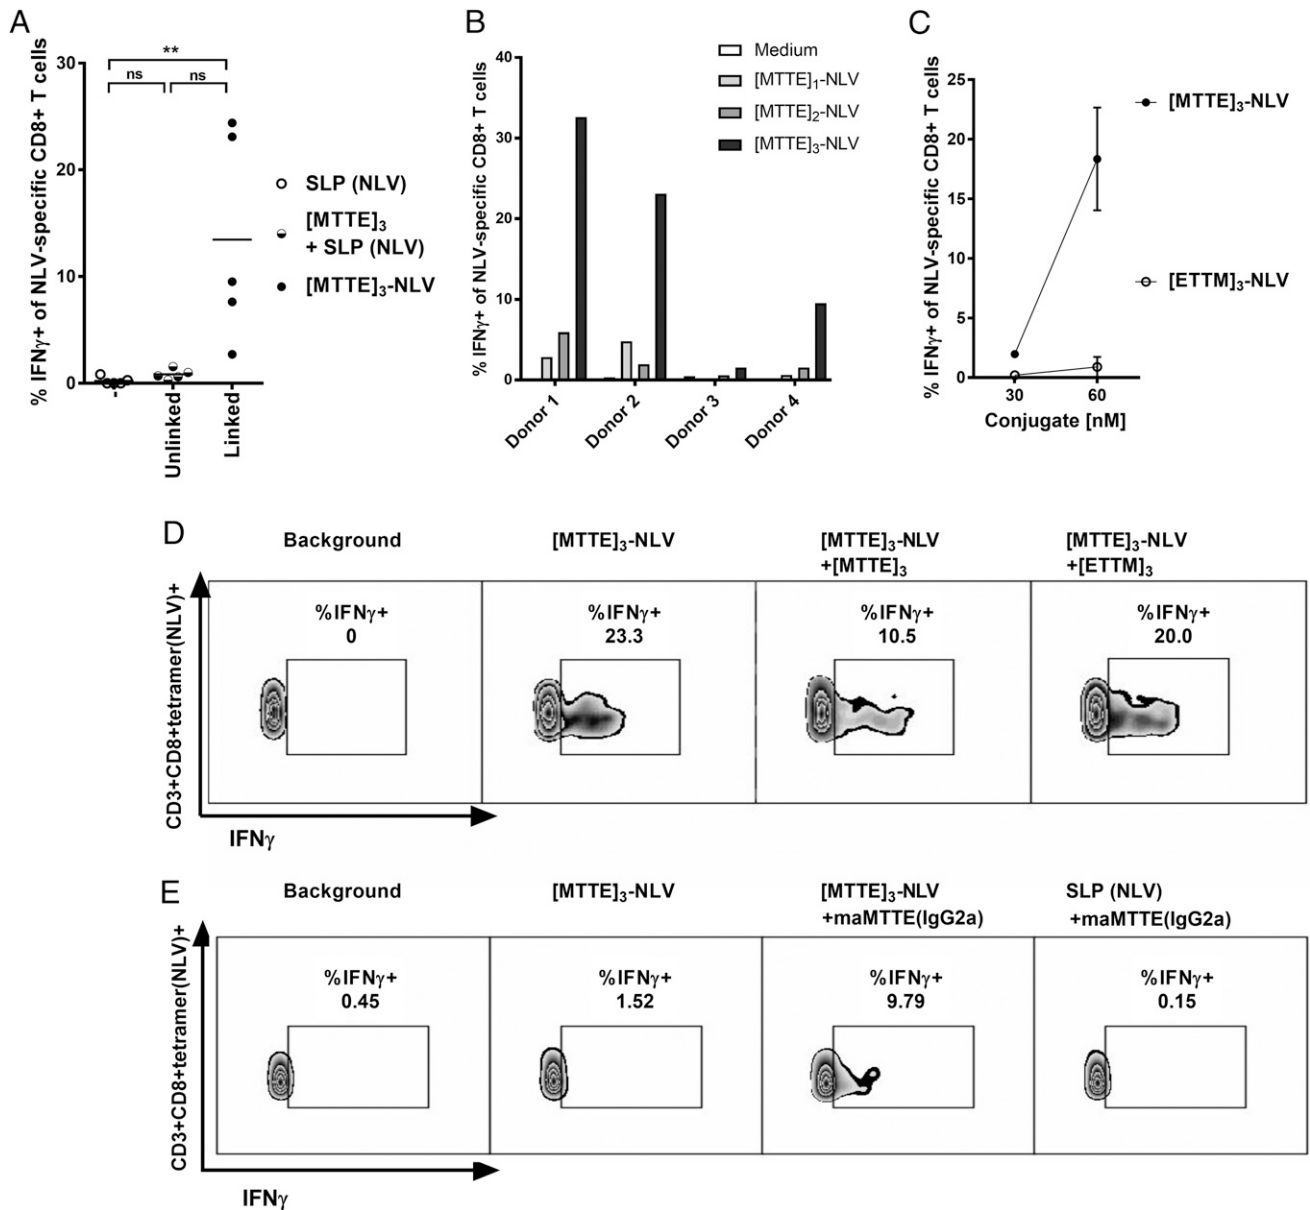 A
% IFNγ+ of NLV-specific CD8+ T cells
30
20
10
0
**
ns
ns
-
Unlinked
Linked
SLP (NLV)
[MTTE]3
+ SLP (NLV)
[MTTE]3-NLV
B
% IFNγ+ of NLV-specific CD8+ T cells
40
30
20
10
0
Medium
[MTTE]1-NLV
[MTTE]2-NLV
[MTTE]3-NLV
Donor 1
Donor 2
Donor 3
Donor 4
C
% IFNγ+ of NLV-specific CD8+ T cells
25
20
15
10
5
0
30
60
Conjugate [nM]
[MTTE]3-NLV
[ETTM]3-NLV
D
CD3+CD8+tetramer(NLV)+
Background
%IFNγ+
0
[MTTE]3-NLV
%IFNγ+
23.3
[MTTE]3-NLV
+[MTTE]3
%IFNγ+
10.5
[MTTE]3-NLV
+[ETTM]3
%IFNγ+
20.0
IFNγ
E
CD3+CD8+tetramer(NLV)+
Background
%IFNγ+
0.45
[MTTE]3-NLV
%IFNγ+
1.52
[MTTE]3-NLV
+maMTTE(IgG2a)
%IFNγ+
9.79
SLP (NLV)
+maMTTE(IgG2a)
%IFNγ+
0.15
IFNγ